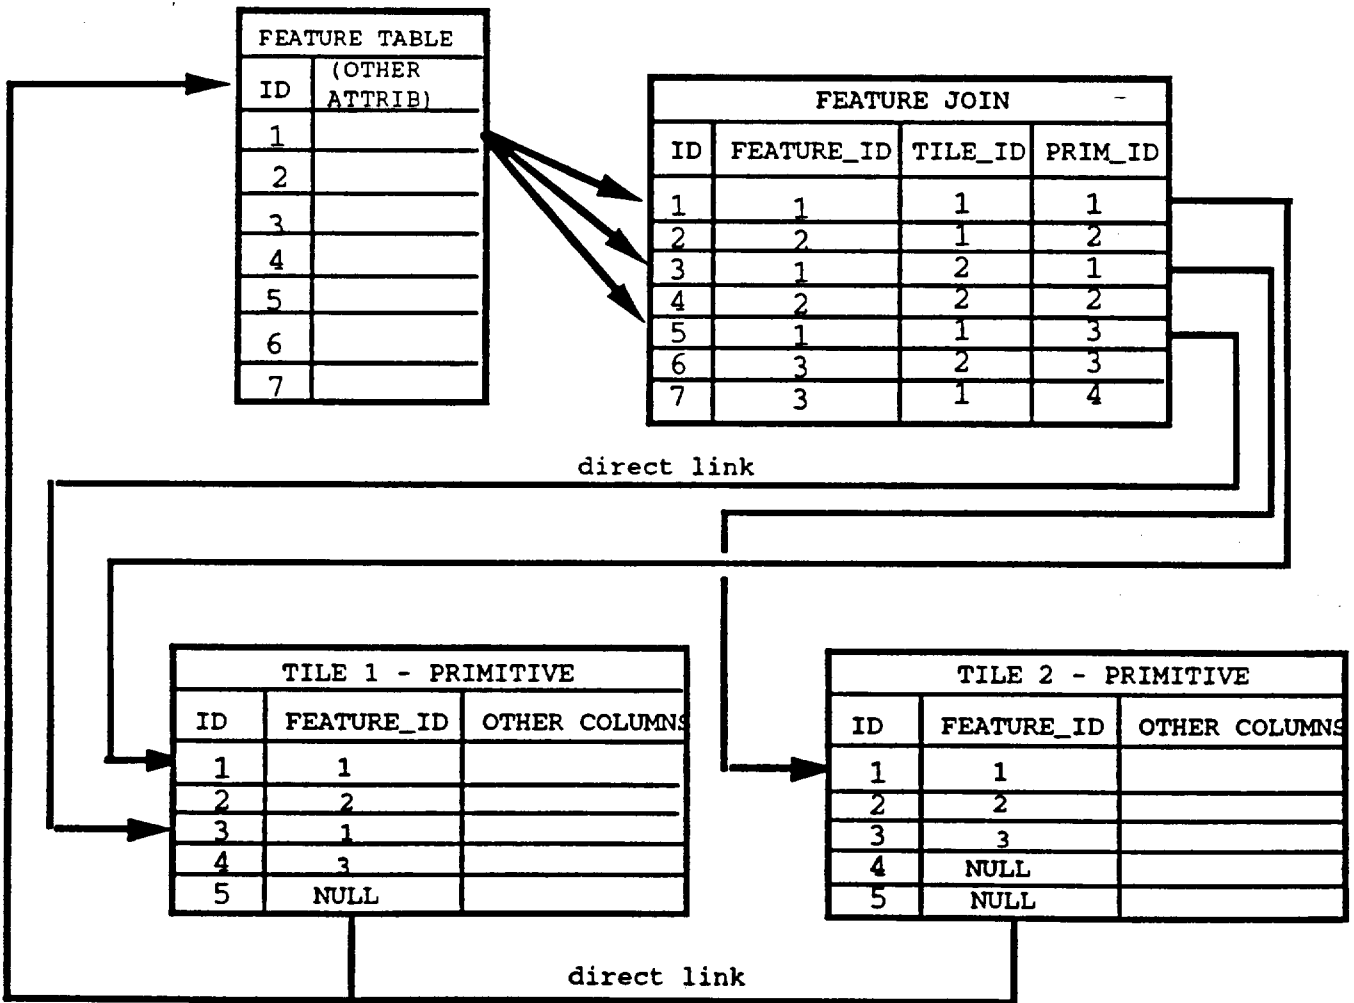 FEATURE TABLE
ID (OTHER ATTRIB)
1
2
3
4
5
6
7
FEATURE JOIN
ID FEATURE_ID TILE_ID PRIM_ID
1 1 1 1
2 2 1 2
3 1 2 1
4 2 2 2
5 1 1 3
6 3 2 3
7 3 1 4
direct link
TILE 1 - PRIMITIVE
ID FEATURE_ID OTHER COLUMNS
1 1
2 2
3 1
4 3
5 NULL
TILE 2 - PRIMITIVE
ID FEATURE_ID OTHER COLUMNS
1 1
2 2
3 3
4 NULL
5 NULL
direct link